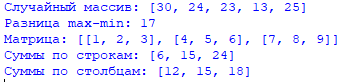 Случайный массив: [30, 24, 23, 13, 25]
Разница max-min: 17
Матрица: [[1, 2, 3], [4, 5, 6], [7, 8, 9]]
Суммы по строкам: [6, 15, 24]
Суммы по столбцам: [12, 15, 18]